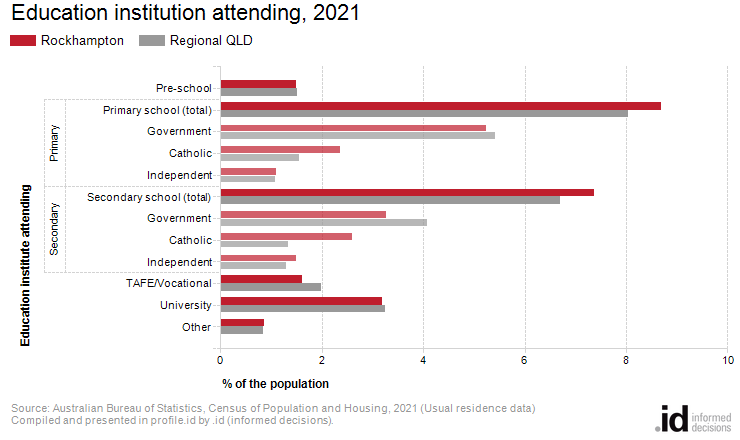 Education institution attending, 2021
Rockhampton Regional QLD
Education institute attending
Pre-school
Primary
Primary school (total)
Government
Catholic
Independent
Secondary
Secondary school (total)
Government
Catholic
Independent
TAFE/Vocational
University
Other
0 2 4 6 8 10
% of the population
Source: Australian Bureau of Statistics, Census of Population and Housing, 2021 (Usual residence data)
Compiled and presented in profile.id by .id (informed decisions).
.id informed
decisions